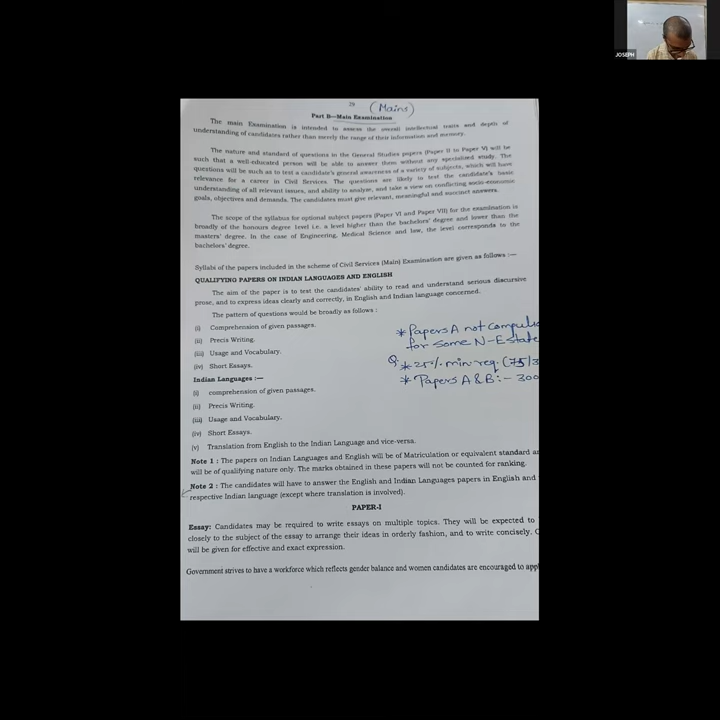 JOSEPH
29 (Mains)
Part B—Main Examination
The main Examination is intended to assess the overall intellectual traits and depth of
understanding of candidates rather than merely the range of their information and memory.
The nature and standard of questions in the General Studies papers (Paper II to Paper V) will be
such that a well-educated person will be able to answer them without any specialized study. The
questions will be such as to test a candidate's general awareness of a variety of subjects, which will have
relevance for a career in Civil Services. The questions are likely to test the candidate's basic
understanding of all relevant issues, and ability to analyse, and take a view on conflicting socio-economic
goals, objectives and demands. The candidates must give relevant, meaningful and succinct answers.
The scope of the syllabus for optional subject papers (Paper VI and Paper VII) for the examination is
broadly of the honours degree level i.e. a level higher than the bachelors' degree and lower than the
masters' degree. In the case of Engineering, Medical Science and law, the level corresponds to the
bachelors' degree.
Syllabi of the papers included in the scheme of Civil Services (Main) Examination are given as follows :—
QUALIFYING PAPERS ON INDIAN LANGUAGES AND ENGLISH
The aim of the paper is to test the candidates' ability to read and understand serious discursive
prose, and to express ideas clearly and correctly, in English and Indian language concerned.
The pattern of questions would be broadly as follows :
(i) Comprehension of given passages.
(ii) Precis Writing.
(iii) Usage and Vocabulary.
(iv) Short Essays.
* Papers A not compuls
for some N-E state
Q. * 25% min req. (75/3
* Papers A & B :- 300
Indian Languages :—
(i) comprehension of given passages.
(ii) Precis Writing.
(iii) Usage and Vocabulary.
(iv) Short Essays.
(v) Translation from English to the Indian Language and vice-versa.
Note 1 : The papers on Indian Languages and English will be of Matriculation or equivalent standard an
will be of qualifying nature only. The marks obtained in these papers will not be counted for ranking.
Note 2 : The candidates will have to answer the English and Indian Languages papers in English and
respective Indian language (except where translation is involved).
PAPER-I
Essay: Candidates may be required to write essays on multiple topics. They will be expected to
closely to the subject of the essay to arrange their ideas in orderly fashion, and to write concisely. C
will be given for effective and exact expression.
Government strives to have a workforce which reflects gender balance and women candidates are encouraged to appl